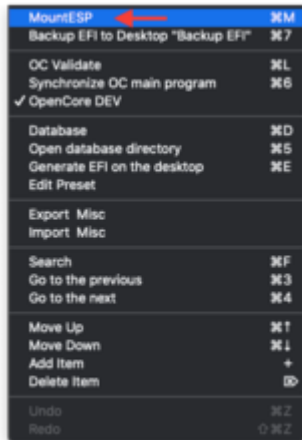 MountESP ⌘M
Backup EFI to Desktop "Backup EFI" ⌘7
OC Validate ⌘L
Synchronize OC main program ⌘6
✓ OpenCore DEV
Database ⌘D
Open database directory ⌘5
Generate EFI on the desktop ⌘E
Edit Preset
Export Misc
Import Misc
Search ⌘F
Go to the previous ⌘3
Go to the next ⌘4
Move Up ⌘↑
Move Down ⌘↓
Add Item +
Delete Item ⌦
Undo ⌘Z
Redo ⇧⌘Z